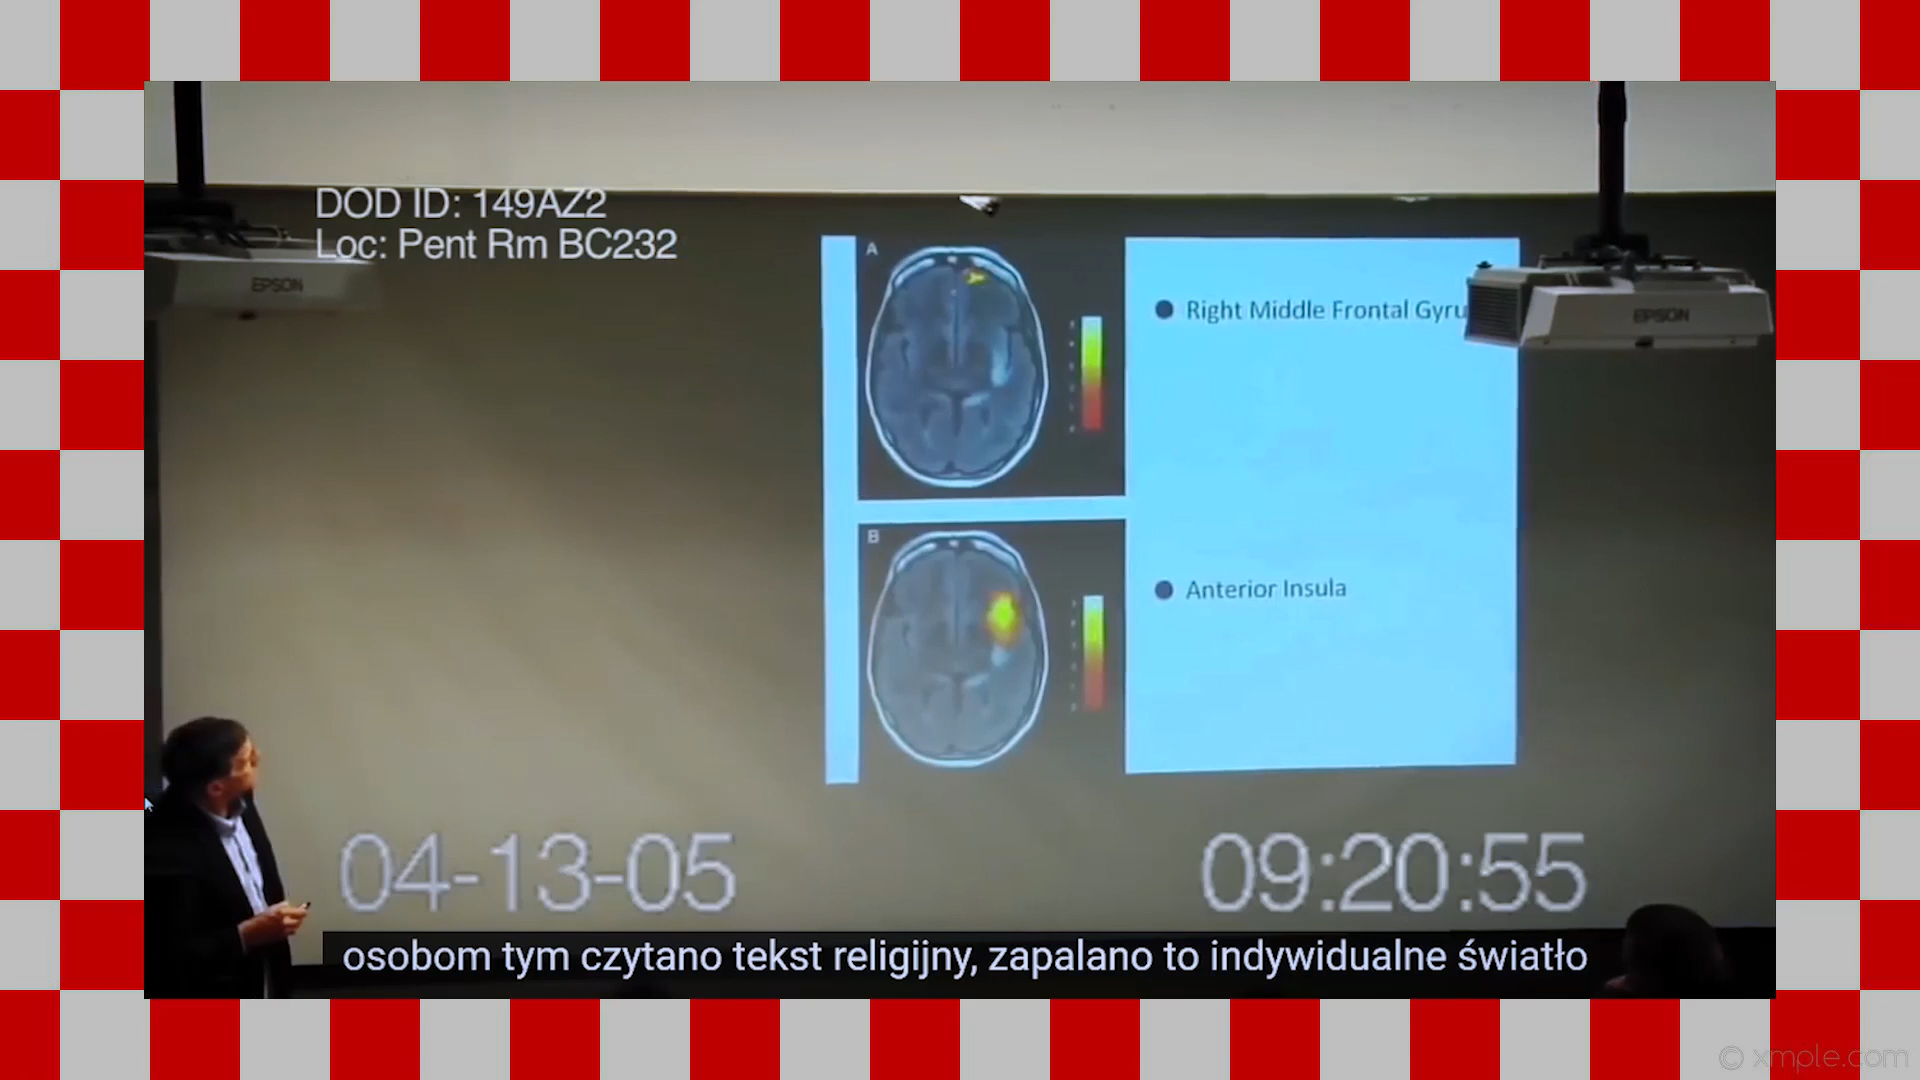 DOD ID: 149AZ2
Loc: Pent Rm BC232
EPSON
EPSON
A
Right Middle Frontal Gyru
B
Anterior Insula
04-13-05
09:20:55
osobom tym czytano tekst religijny, zapalano to indywidualne światło
© xmple.com